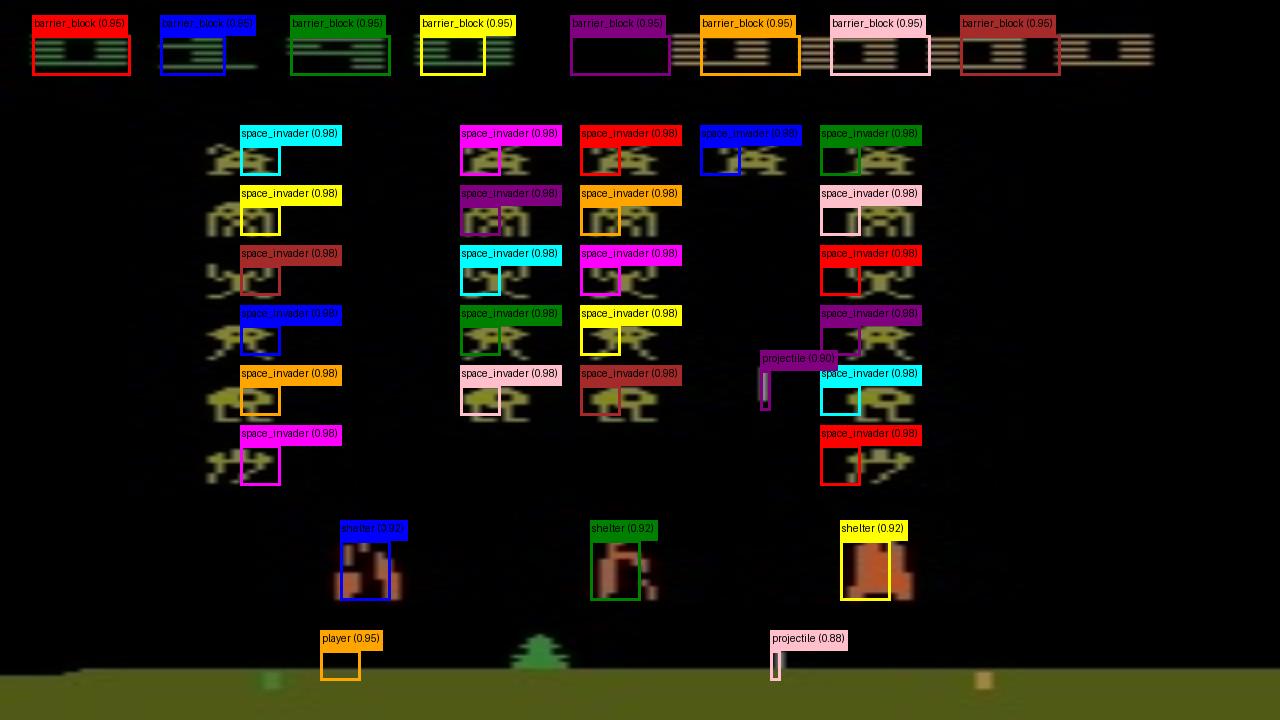 barrier_block (0.95) barrier_block (0.95) barrier_block (0.95) barrier_block (0.95) barrier_block (0.95) barrier_block (0.95) barrier_block (0.95) barrier_block (0.95)
space_invader (0.98) space_invader (0.98) space_invader (0.98) space_invader (0.98) space_invader (0.98)
space_invader (0.98) space_invader (0.98) space_invader (0.98) space_invader (0.98)
space_invader (0.98) space_invader (0.98) space_invader (0.98) space_invader (0.98)
space_invader (0.98) space_invader (0.98) space_invader (0.98) space_invader (0.98)
projectile (0.90)
space_invader (0.98) space_invader (0.98) space_invader (0.98) space_invader (0.98)
space_invader (0.98) space_invader (0.98)
shelter (0.92) shelter (0.92) shelter (0.92)
player (0.95) projectile (0.88)